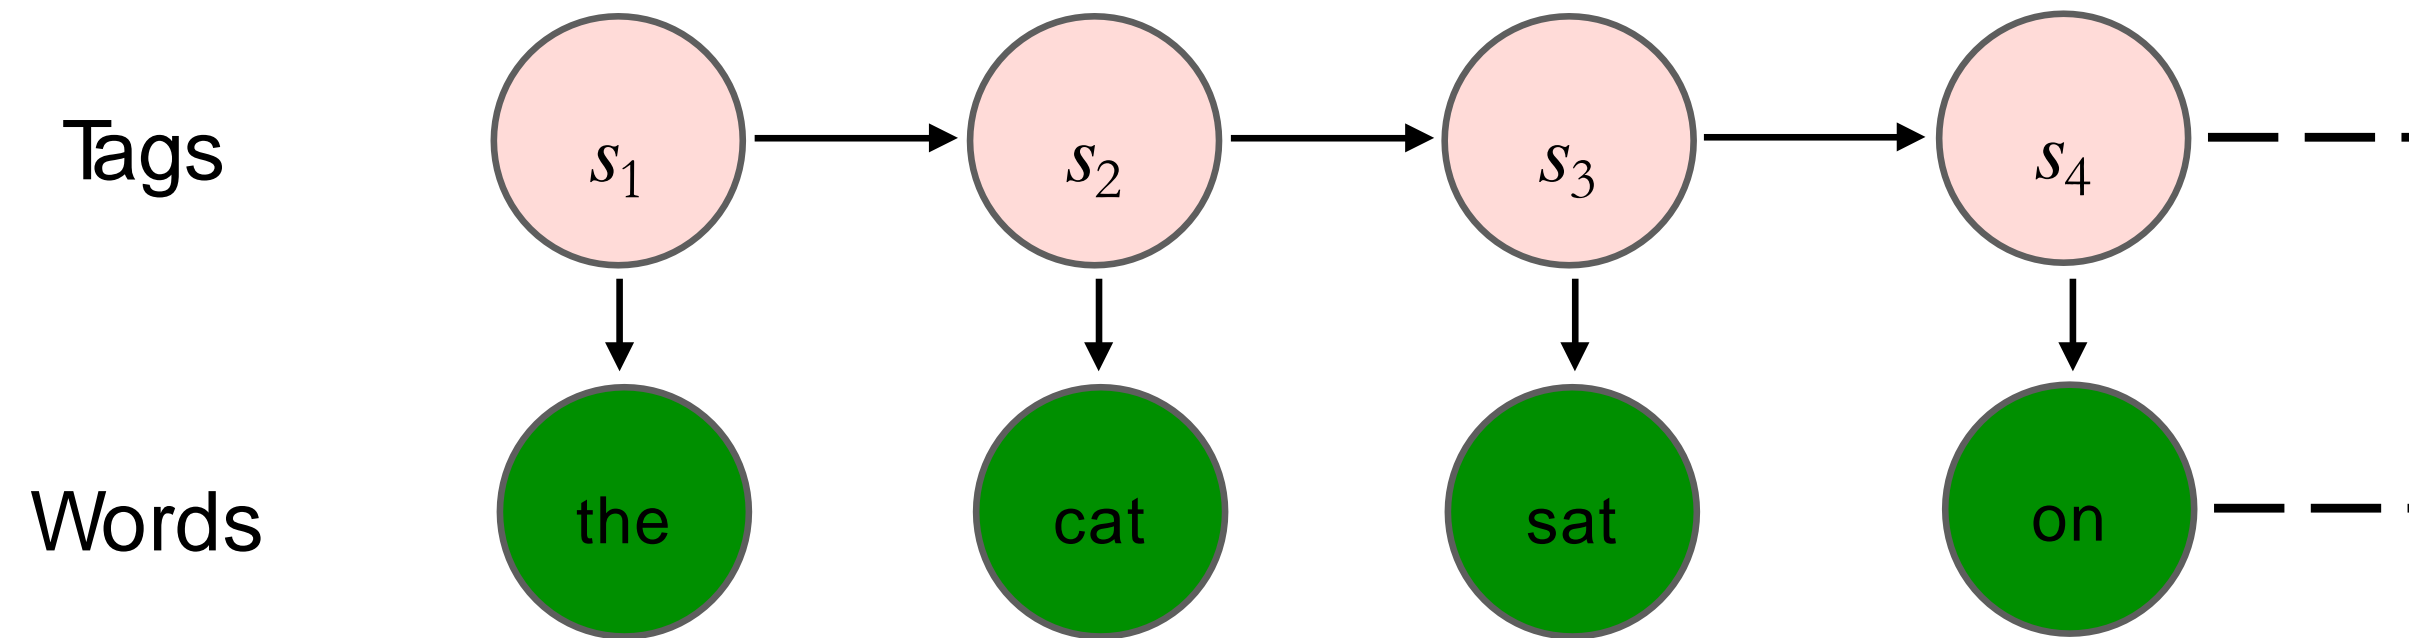 Tags s₁ s₂ s₃ s₄
Words the cat sat on